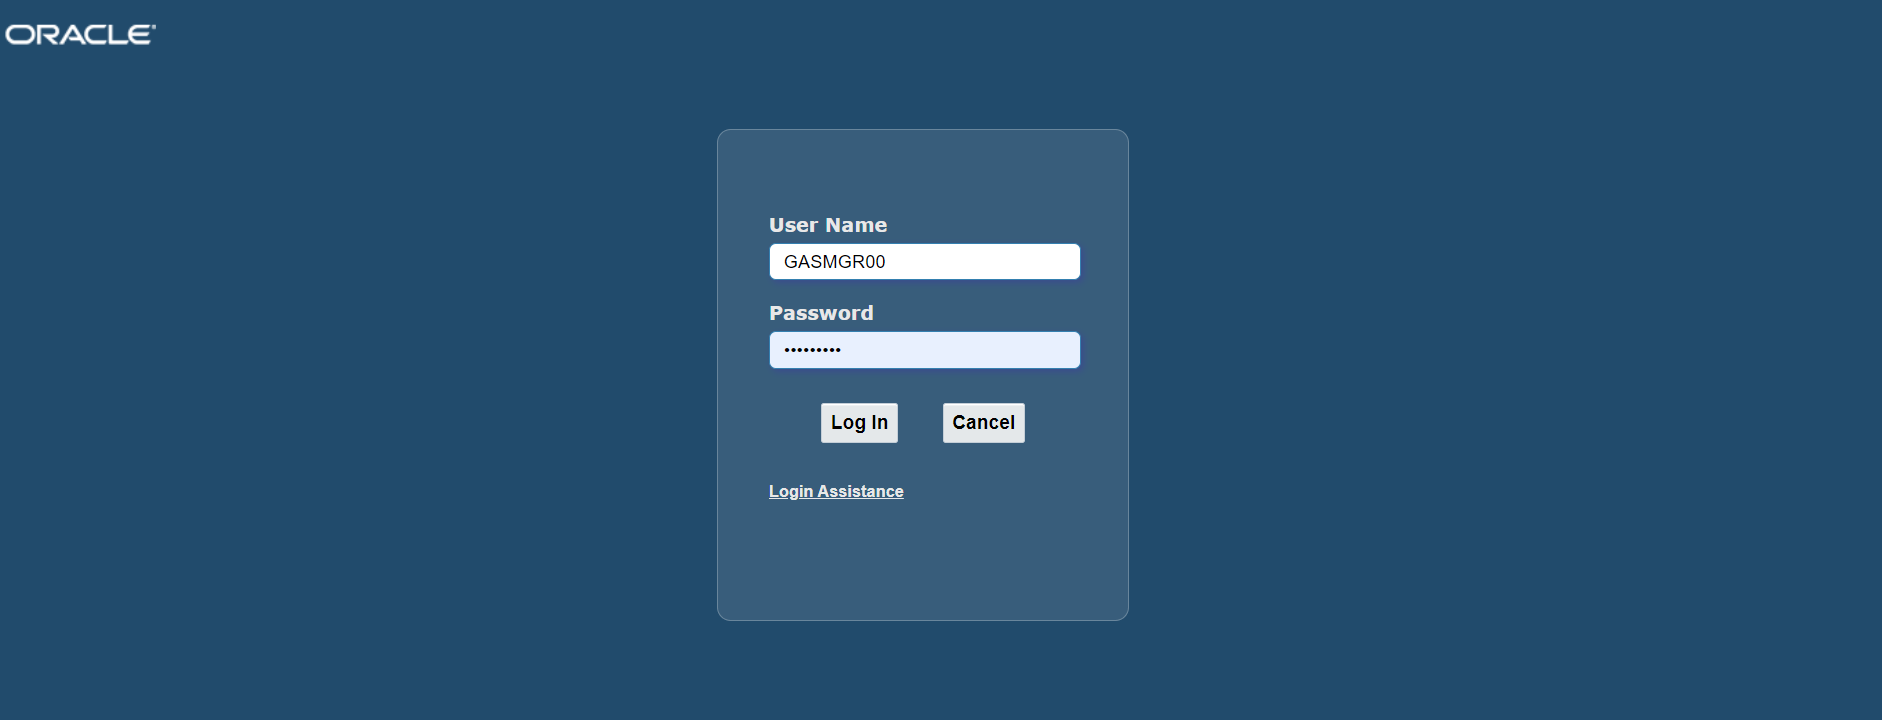 ORACLE®
User Name
GASMGR00
Password
•••••••••
Log In Cancel
Login Assistance